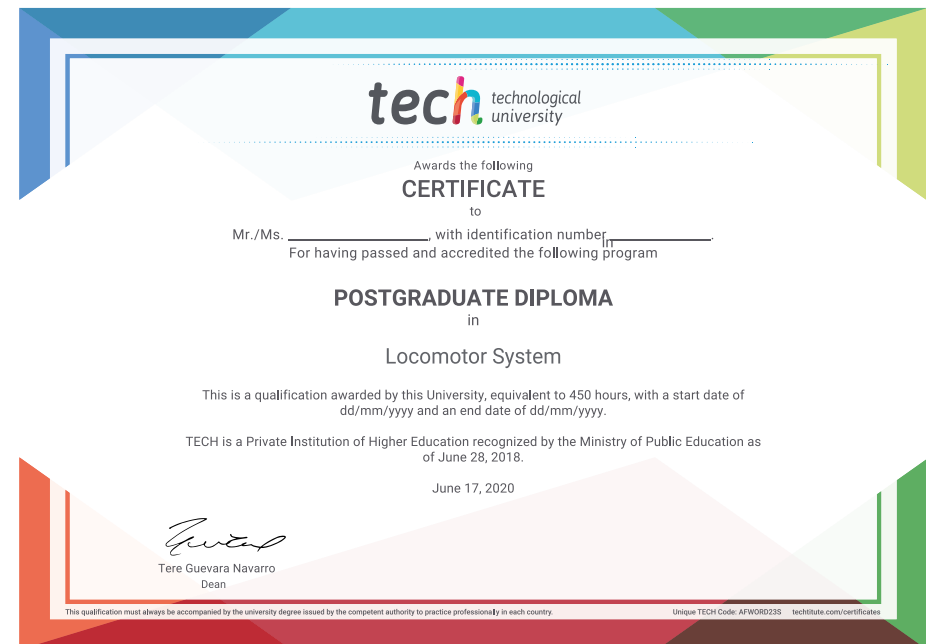 tech technological
university
Awards the following
CERTIFICATE
to
Mr./Ms. ____________________, with identification number_______________.
In
For having passed and accredited the following program
POSTGRADUATE DIPLOMA
in
Locomotor System
This is a qualification awarded by this University, equivalent to 450 hours, with a start date of
dd/mm/yyyy and an end date of dd/mm/yyyy.
TECH is a Private Institution of Higher Education recognized by the Ministry of Public Education as
of June 28, 2018.
June 17, 2020
Tere Guevara Navarro
Dean
This qualification must always be accompanied by the university degree issued by the competent authority to practice professionally in each country. Unique TECH Code: AFWORD23S techtitute.com/certificates